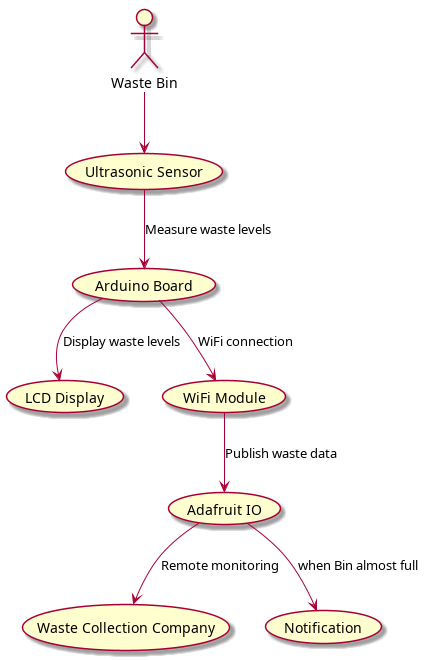 Waste Bin
Ultrasonic Sensor
Measure waste levels
Arduino Board
Display waste levels
WiFi connection
LCD Display
WiFi Module
Publish waste data
Adafruit IO
Remote monitoring
when Bin almost full
Waste Collection Company
Notification